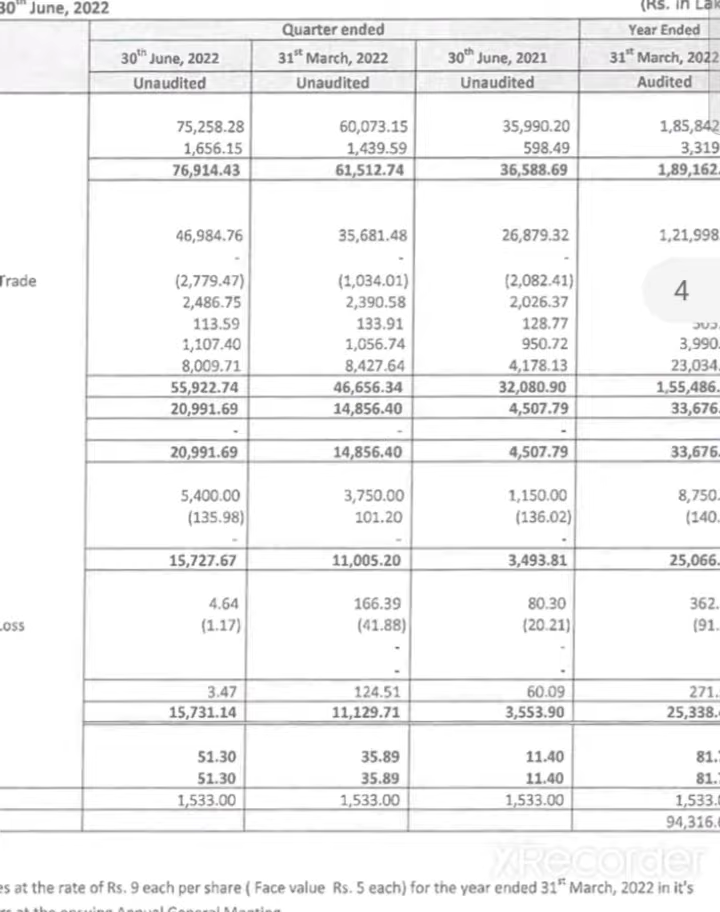 30th June, 2022 (Rs. in Lak
Quarter ended Year Ended
30th June, 2022 31st March, 2022 30th June, 2021 31st March, 2022
Unaudited Unaudited Unaudited Audited
75,258.28 60,073.15 35,990.20 1,85,842
1,656.15 1,439.59 598.49 3,319
76,914.43 61,512.74 36,588.69 1,89,162.
46,984.76 35,681.48 26,879.32 1,21,998
- - -
Trade (2,779.47) (1,034.01) (2,082.41)
2,486.75 2,390.58 2,026.37 4
113.59 133.91 128.77
1,107.40 1,056.74 950.72 3,990.
8,009.71 8,427.64 4,178.13 23,034.
55,922.74 46,656.34 32,080.90 1,55,486.
20,991.69 14,856.40 4,507.79 33,676.
- - -
20,991.69 14,856.40 4,507.79 33,676.
5,400.00 3,750.00 1,150.00 8,750.
(135.98) 101.20 (136.02) (140.
- - -
15,727.67 11,005.20 3,493.81 25,066.
4.64 166.39 80.30 362.
Loss (1.17) (41.88) (20.21) (91.
- -
- -
3.47 124.51 60.09 271.
15,731.14 11,129.71 3,553.90 25,338.
51.30 35.89 11.40 81.
51.30 35.89 11.40 81.
1,533.00 1,533.00 1,533.00 1,533.0
94,316.
XRecorder
es at the rate of Rs. 9 each per share ( Face value Rs. 5 each) for the year ended 31st March, 2022 in it's
at the ensuing Annual General Meeting